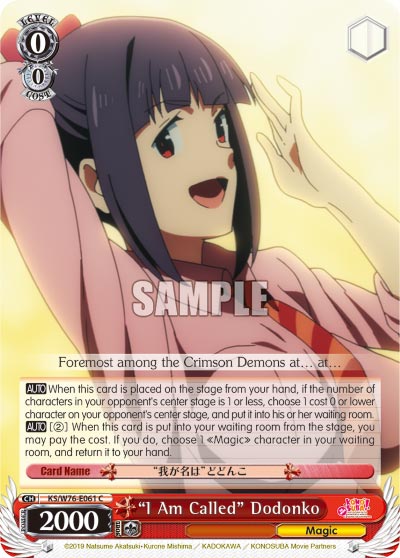 LEVEL
0
0
COST
SAMPLE
Foremost among the Crimson Demons at… at…
AUTO When this card is placed on the stage from your hand, if the number of
characters in your opponent's center stage is 1 or less, choose 1 cost 0 or lower
character on your opponent's center stage, and put it into his or her waiting room.
AUTO [②] When this card is put into your waiting room from the stage, you
may pay the cost. If you do, choose 1 «Magic» character in your waiting
room, and return it to your hand.
Card Name "我が名は"どどんこ
CH KS/W76-E061 C
"I Am Called" Dodonko
POWER 2000 SOUL
Magic
©2019 Natsume Akatsuki・Kurone Mishima / KADOKAWA / KONOSUBA Movie Partners